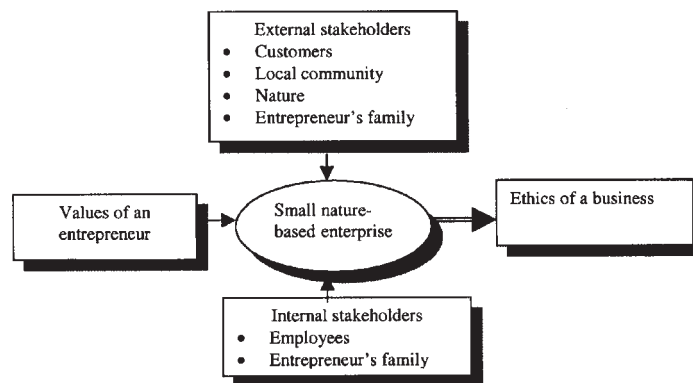 External stakeholders
• Customers
• Local community
• Nature
• Entrepreneur's family
Values of an
entrepreneur
Small nature-
based enterprise
Ethics of a business
Internal stakeholders
• Employees
• Entrepreneur's family